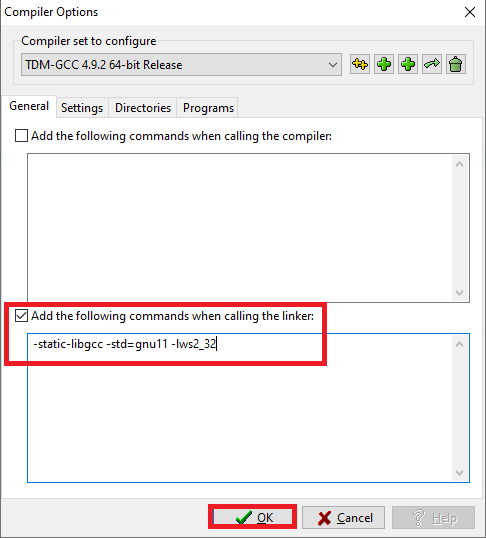 Compiler Options
Compiler set to configure
TDM-GCC 4.9.2 64-bit Release
General Settings Directories Programs
Add the following commands when calling the compiler:
Add the following commands when calling the linker:
-static-libgcc -std=gnu11 -lws2_32
OK Cancel Help